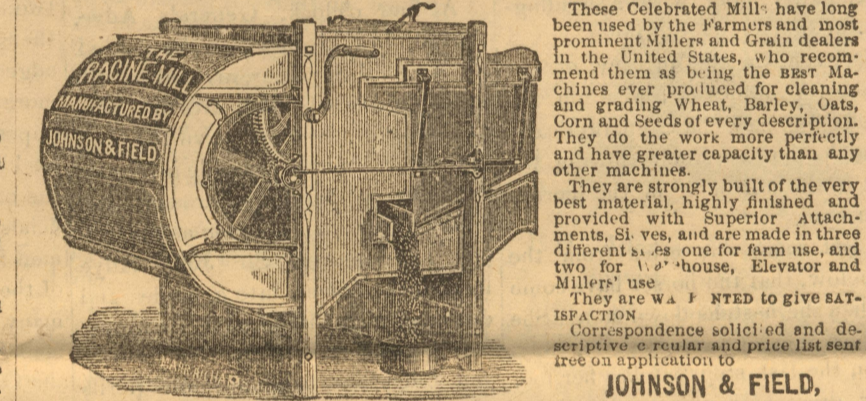 THE
RACINE MILL
MANUFACTURED BY
JOHNSON & FIELD
These Celebrated Mills have long
been used by the Farmers and most
prominent Millers and Grain dealers
in the United States, who recom-
mend them as being the BEST Ma-
chines ever produced for cleaning
and grading Wheat, Barley, Oats,
Corn and Seeds of every description.
They do the work more perfectly
and have greater capacity than any
other machines.
They are strongly built of the very
best material, highly finished and
provided with Superior Attach-
ments, Sieves, and are made in three
different sizes one for farm use, and
two for Warehouse, Elevator and
Millers' use
They are WARRANTED to give SAT-
ISFACTION
Correspondence solicited and de-
scriptive circular and price list sent
free on application to
JOHNSON & FIELD,